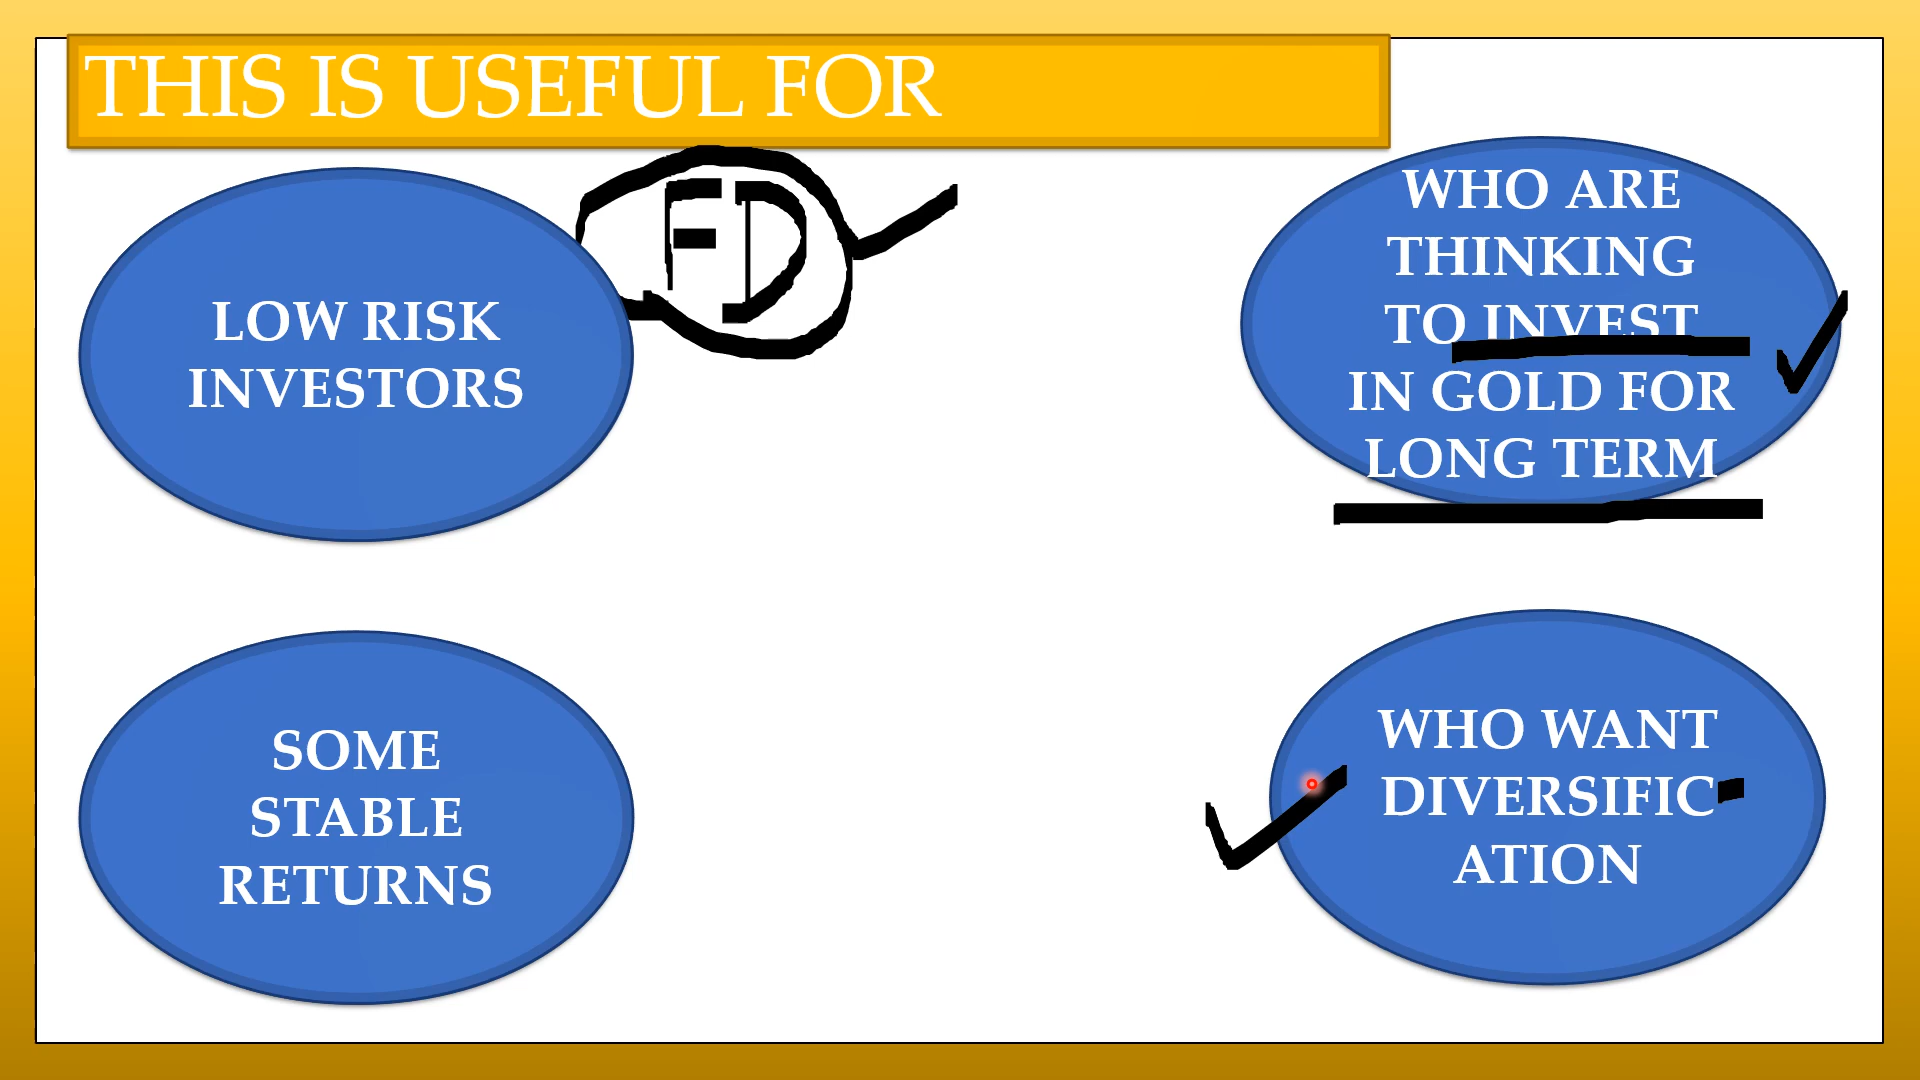 THIS IS USEFUL FOR
LOW RISK
INVESTORS
FD
WHO ARE
THINKING
TO INVEST
IN GOLD FOR
LONG TERM
SOME
STABLE
RETURNS
WHO WANT
DIVERSIFIC
ATION